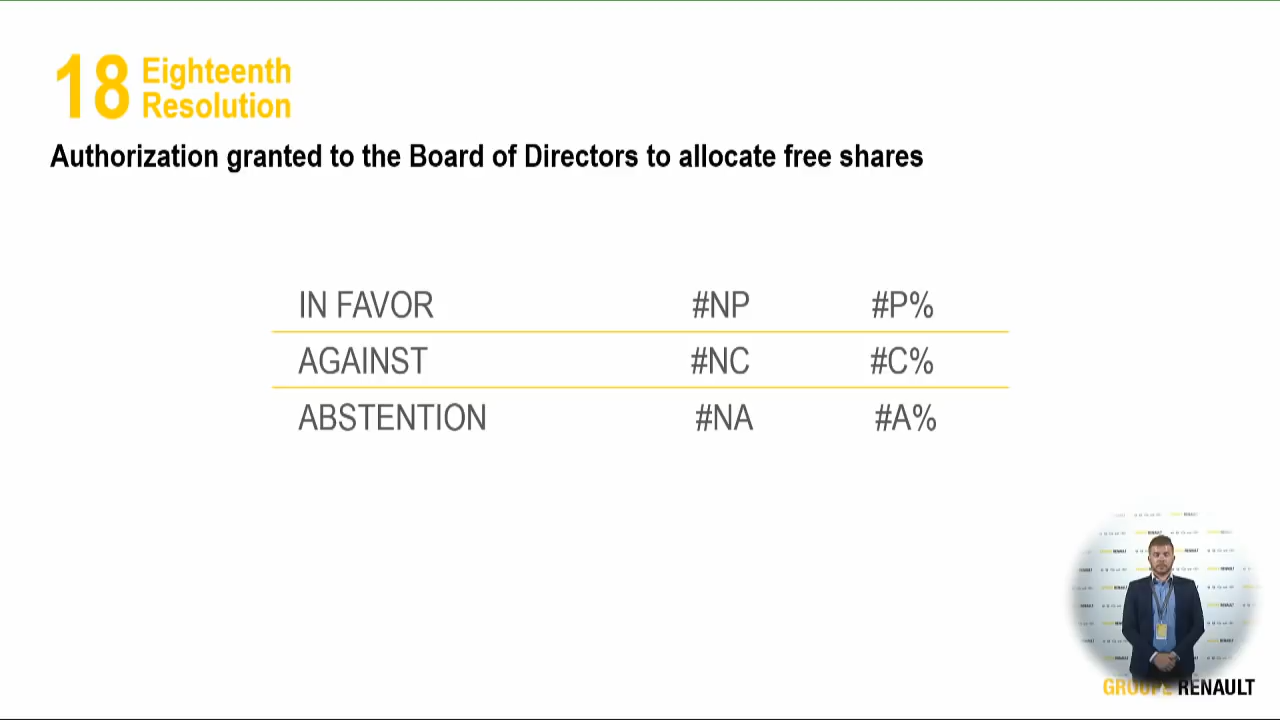 18 Eighteenth
Resolution
Authorization granted to the Board of Directors to allocate free shares
IN FAVOR #NP #P%
AGAINST #NC #C%
ABSTENTION #NA #A%
GROUPE RENAULT